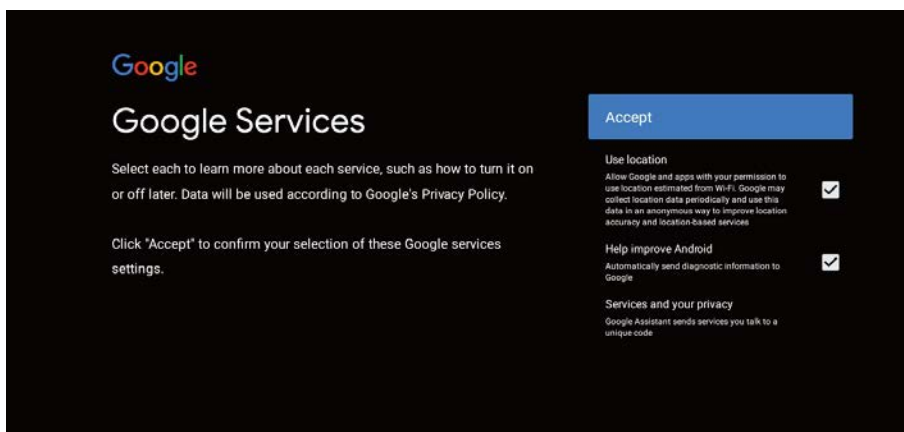 Google
Google Services
Select each to learn more about each service, such as how to turn it on
or off later. Data will be used according to Google's Privacy Policy.
Click "Accept" to confirm your selection of these Google services
settings.
Accept
Use location
Allow Google and apps with your permission to
use location estimated from Wi-Fi. Google may
collect location data periodically and use this
data in an anonymous way to improve location
accuracy and location-based services
Help improve Android
Automatically send diagnostic information to
Google
Services and your privacy
Google Assistant sends services you talk to a
unique code